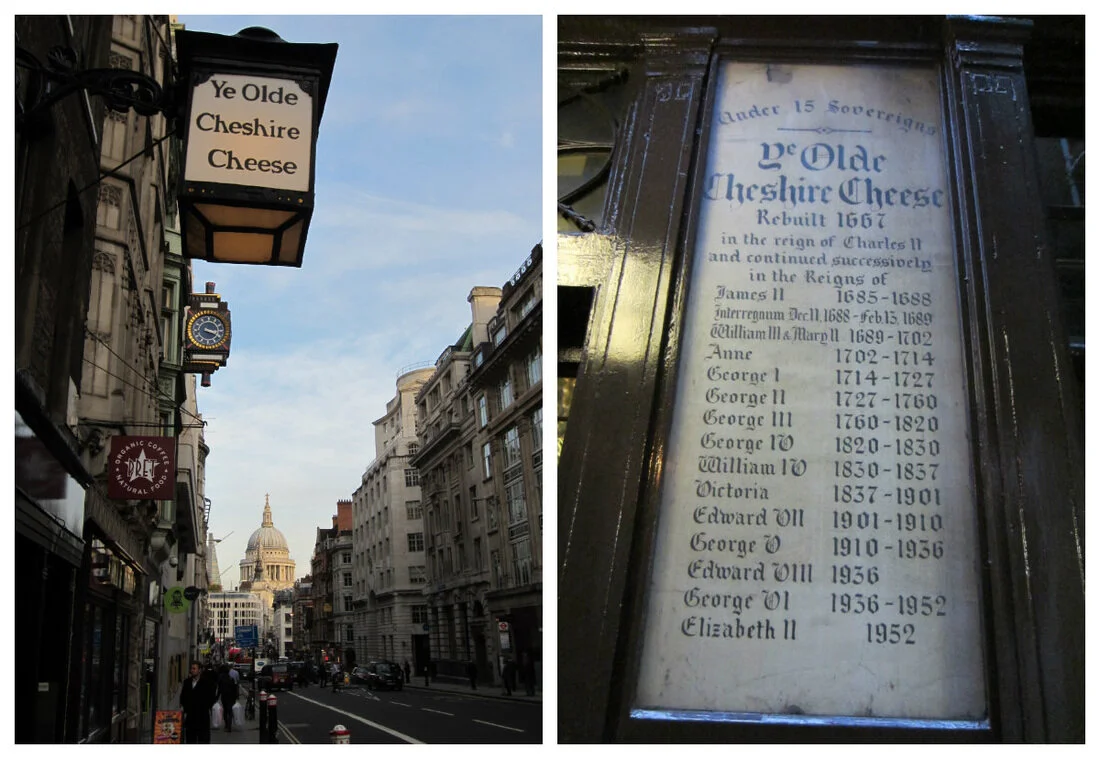 Ye Olde
Cheshire
Cheese
ORGANIC COFFEE
PRET
NATURAL FOOD
Under 15 Sovereigns
Ye Olde
Cheshire Cheese
Rebuilt 1667
in the reign of Charles II
and continued successively
in the Reigns of
James II 1685-1688
Interregnum Dec.11, 1688-Feb.13, 1689
William III & Mary II 1689-1702
Anne 1702-1714
George I 1714-1727
George II 1727-1760
George III 1760-1820
George IV 1820-1830
William IV 1830-1837
Victoria 1837-1901
Edward VII 1901-1910
George V 1910-1936
Edward VIII 1936
George VI 1936-1952
Elizabeth II 1952